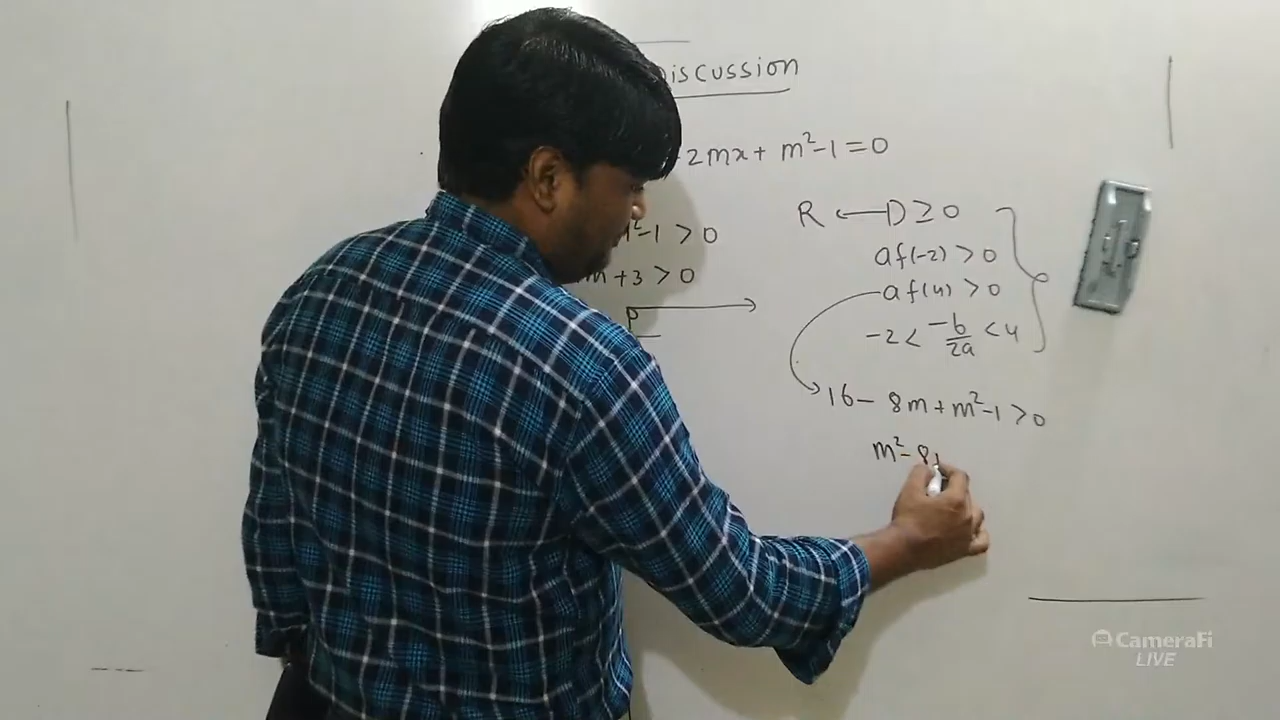 iscussion
2mx + m²-1 = 0
²-1 > 0
m + 3 > 0
R ← D ≥ 0
af(-2) > 0
af(4) > 0
-2 < -b/2a < 4
16 - 8m + m²-1 > 0
m² - 8
CameraFi
LIVE